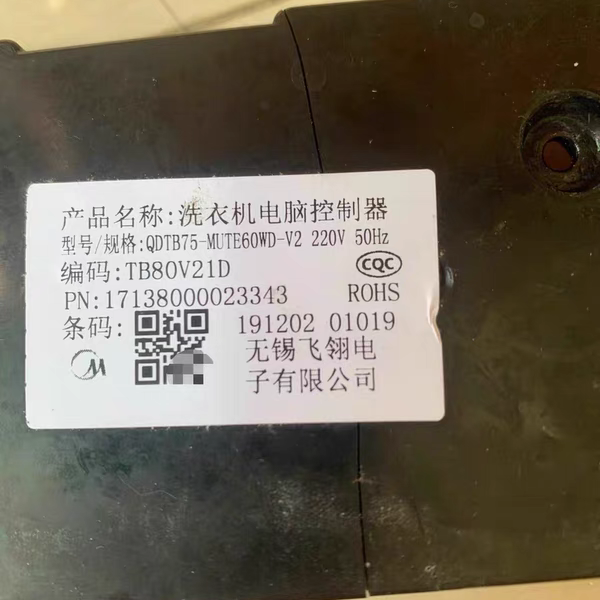 产品名称:洗衣机电脑控制器
型号/规格:QDTB75-MUTE60WD-V2 220V 50Hz
编码:TB80V21D
CQC
PN:17138000023343
ROHS
条码:
191202 01019
无锡飞翎电
子有限公司